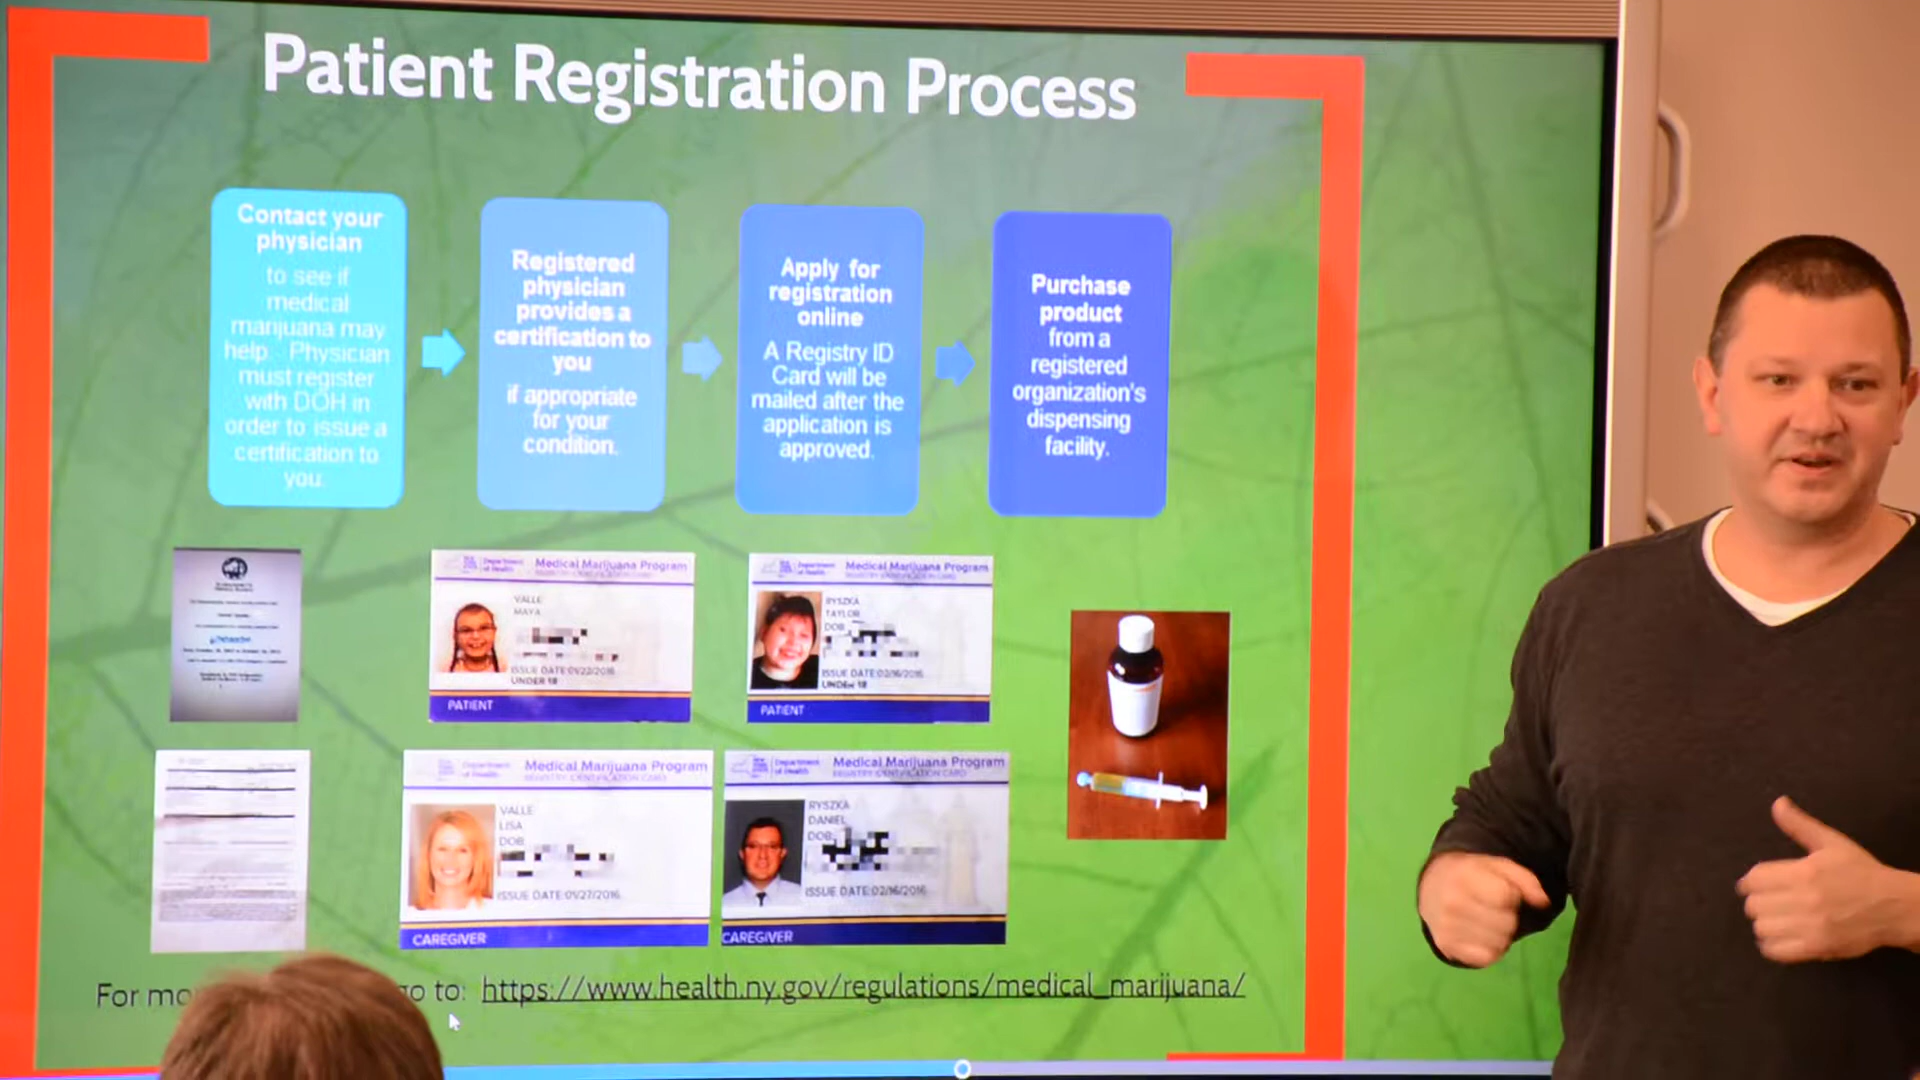 Patient Registration Process
Contact your
physician
to see if
medical
marijuana may
help. Physician
must register
with DOH in
order to issue a
certification to
you.
Registered
physician
provides a
certification to
you
if appropriate
for your
condition.
Apply for
registration
online
A Registry ID
Card will be
mailed after the
application is
approved.
Purchase
product
from a
registered
organization's
dispensing
facility.
Department
of Health
Medical Marijuana Program
REGISTRY IDENTIFICATION CARD
VALLE
MAYA
ISSUE DATE:01/22/2016
UNDER 18
PATIENT
Department
of Health
Medical Marijuana Program
REGISTRY IDENTIFICATION CARD
RYSZKA
TAYLOR
DOB:
ISSUE DATE:02/16/2016
UNDER 18
PATIENT
Department
of Health
Medical Marijuana Program
REGISTRY IDENTIFICATION CARD
VALLE
LISA
DOB:
ISSUE DATE:01/27/2016
CAREGIVER
Department
of Health
Medical Marijuana Program
REGISTRY IDENTIFICATION CARD
RYSZKA
DANIEL
DOB:
ISSUE DATE:02/16/2016
CAREGIVER
For go to: https://www.health.ny.gov/regulations/medical_marijuana/